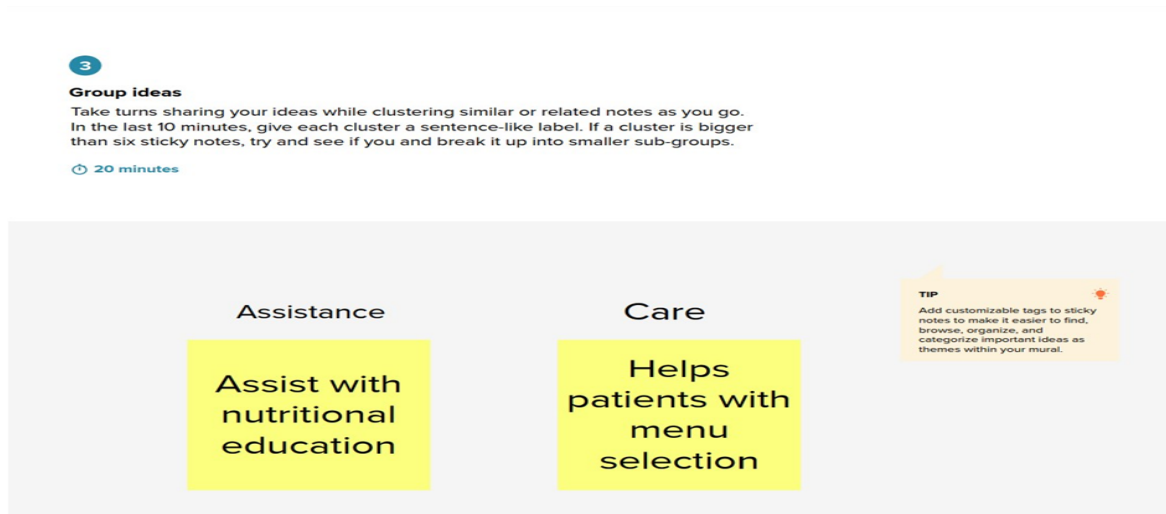 3
Group ideas
Take turns sharing your ideas while clustering similar or related notes as you go.
In the last 10 minutes, give each cluster a sentence-like label. If a cluster is bigger
than six sticky notes, try and see if you and break it up into smaller sub-groups.
20 minutes
Assistance
Assist with
nutritional
education
Care
Helps
patients with
menu
selection
TIP
Add customizable tags to sticky
notes to make it easier to find,
browse, organize, and
categorize important ideas as
themes within your mural.